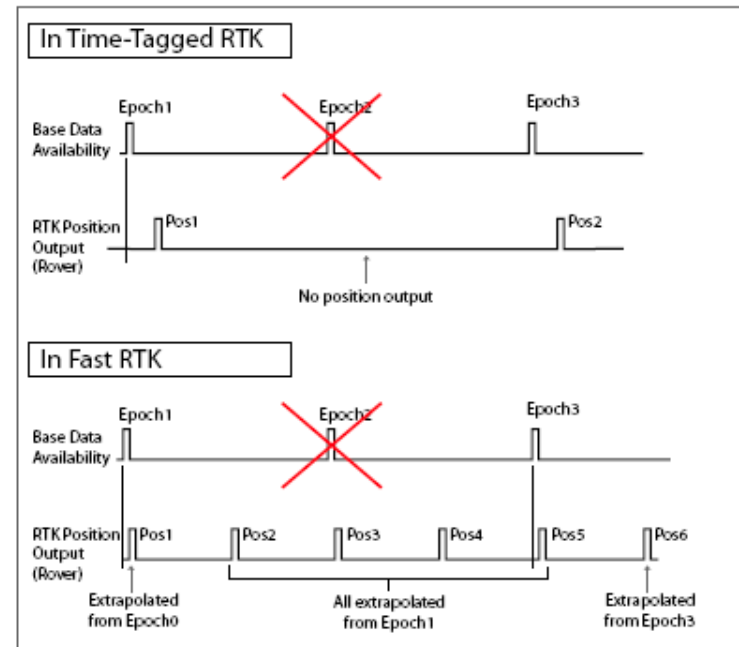 In Time-Tagged RTK
Epoch1
Epoch2
Epoch3
Base Data
Availability
RTK Position
Output
(Rover)
Pos1
Pos2
No position output
In Fast RTK
Epoch1
Epoch2
Epoch3
Base Data
Availability
RTK Position
Output
(Rover)
Pos1
Pos2
Pos3
Pos4
Pos5
Pos6
Extrapolated
from Epoch0
All extrapolated
from Epoch1
Extrapolated
from Epoch3